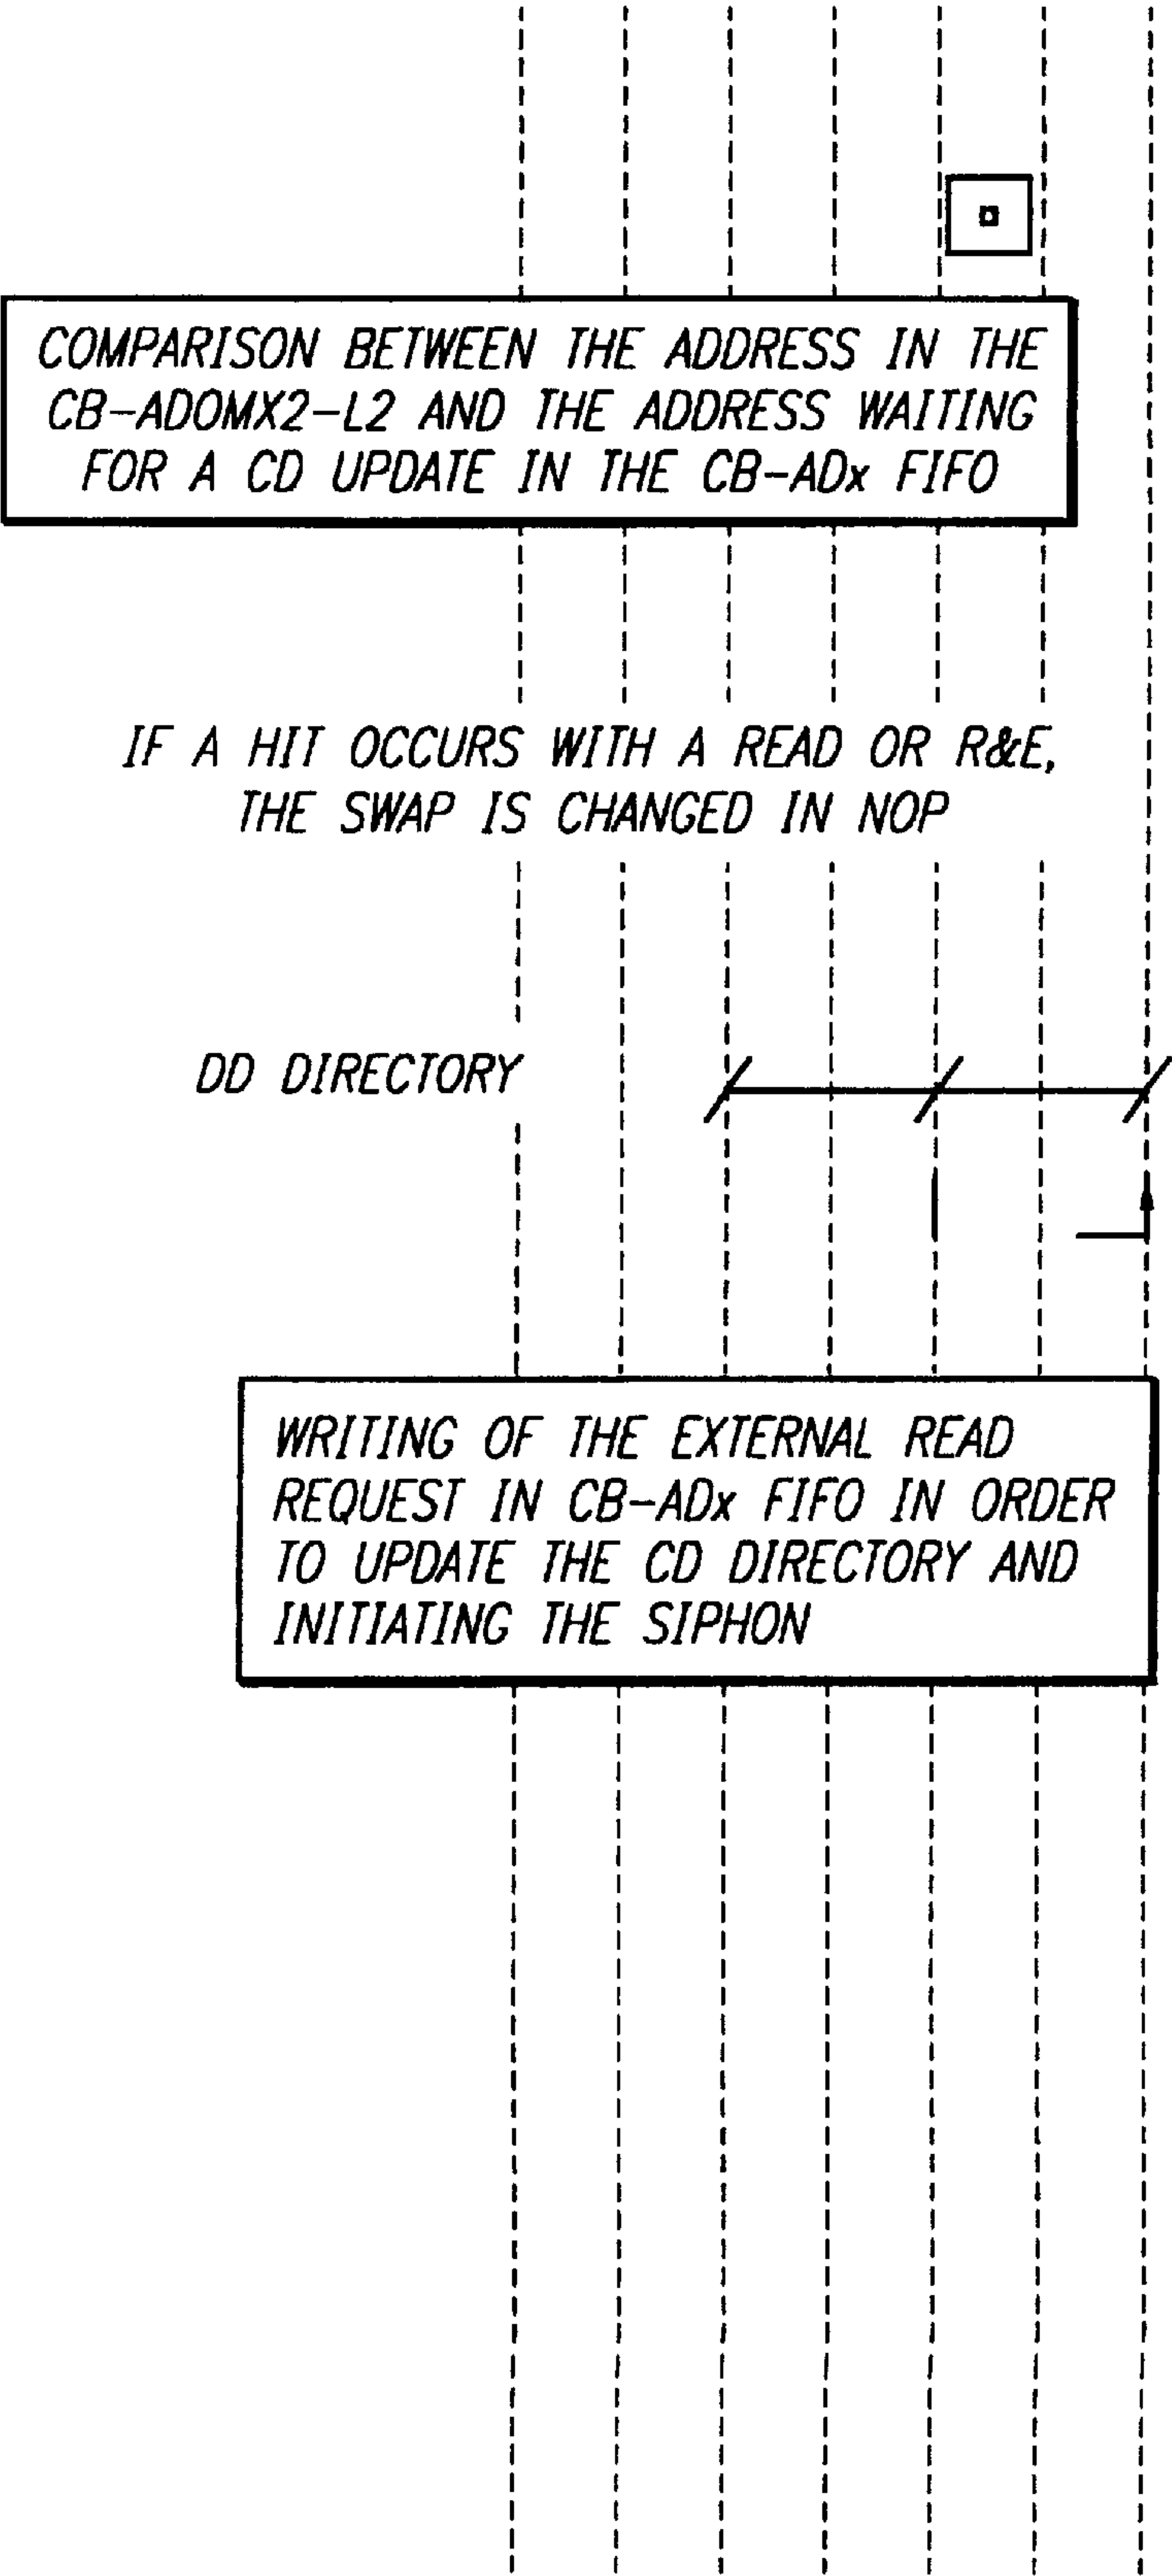 COMPARISON BETWEEN THE ADDRESS IN THE
CB-ADOMX2-L2 AND THE ADDRESS WAITING
FOR A CD UPDATE IN THE CB-ADx FIFO
IF A HIT OCCURS WITH A READ OR R&E,
THE SWAP IS CHANGED IN NOP
DD DIRECTORY
WRITING OF THE EXTERNAL READ
REQUEST IN CB-ADx FIFO IN ORDER
TO UPDATE THE CD DIRECTORY AND
INITIATING THE SIPHON